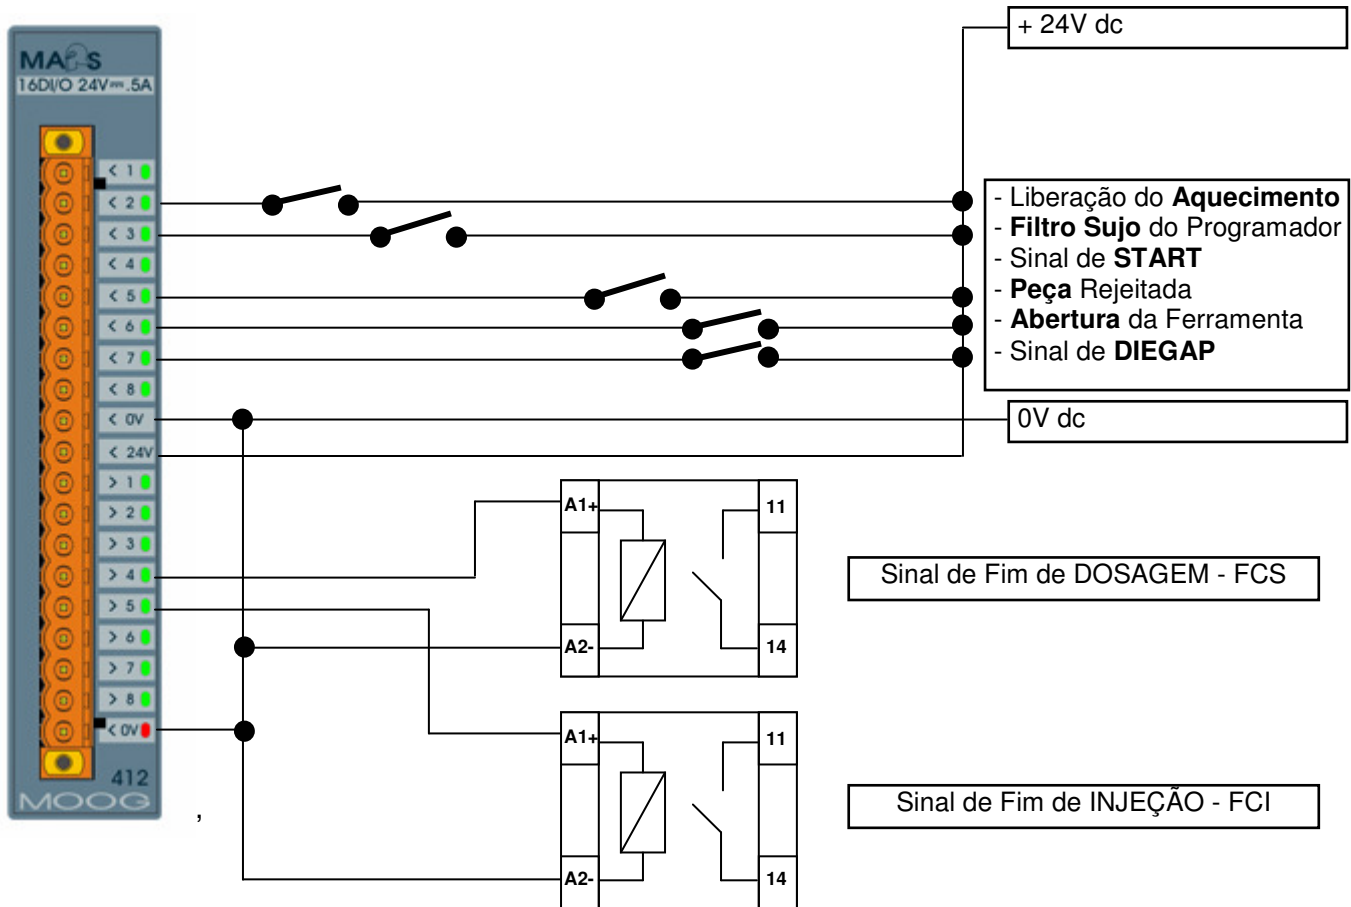 MACS
16DI/O 24V⎓.5A
< 1
< 2
< 3
< 4
< 5
< 6
< 7
< 8
< 0V
< 24V
> 1
> 2
> 3
> 4
> 5
> 6
> 7
> 8
< 0V
412
MOOG
,
+ 24V dc
- Liberação do Aquecimento
- Filtro Sujo do Programador
- Sinal de START
- Peça Rejeitada
- Abertura da Ferramenta
- Sinal de DIEGAP
0V dc
A1+
11
A2-
14
Sinal de Fim de DOSAGEM - FCS
A1+
11
A2-
14
Sinal de Fim de INJEÇÃO - FCI